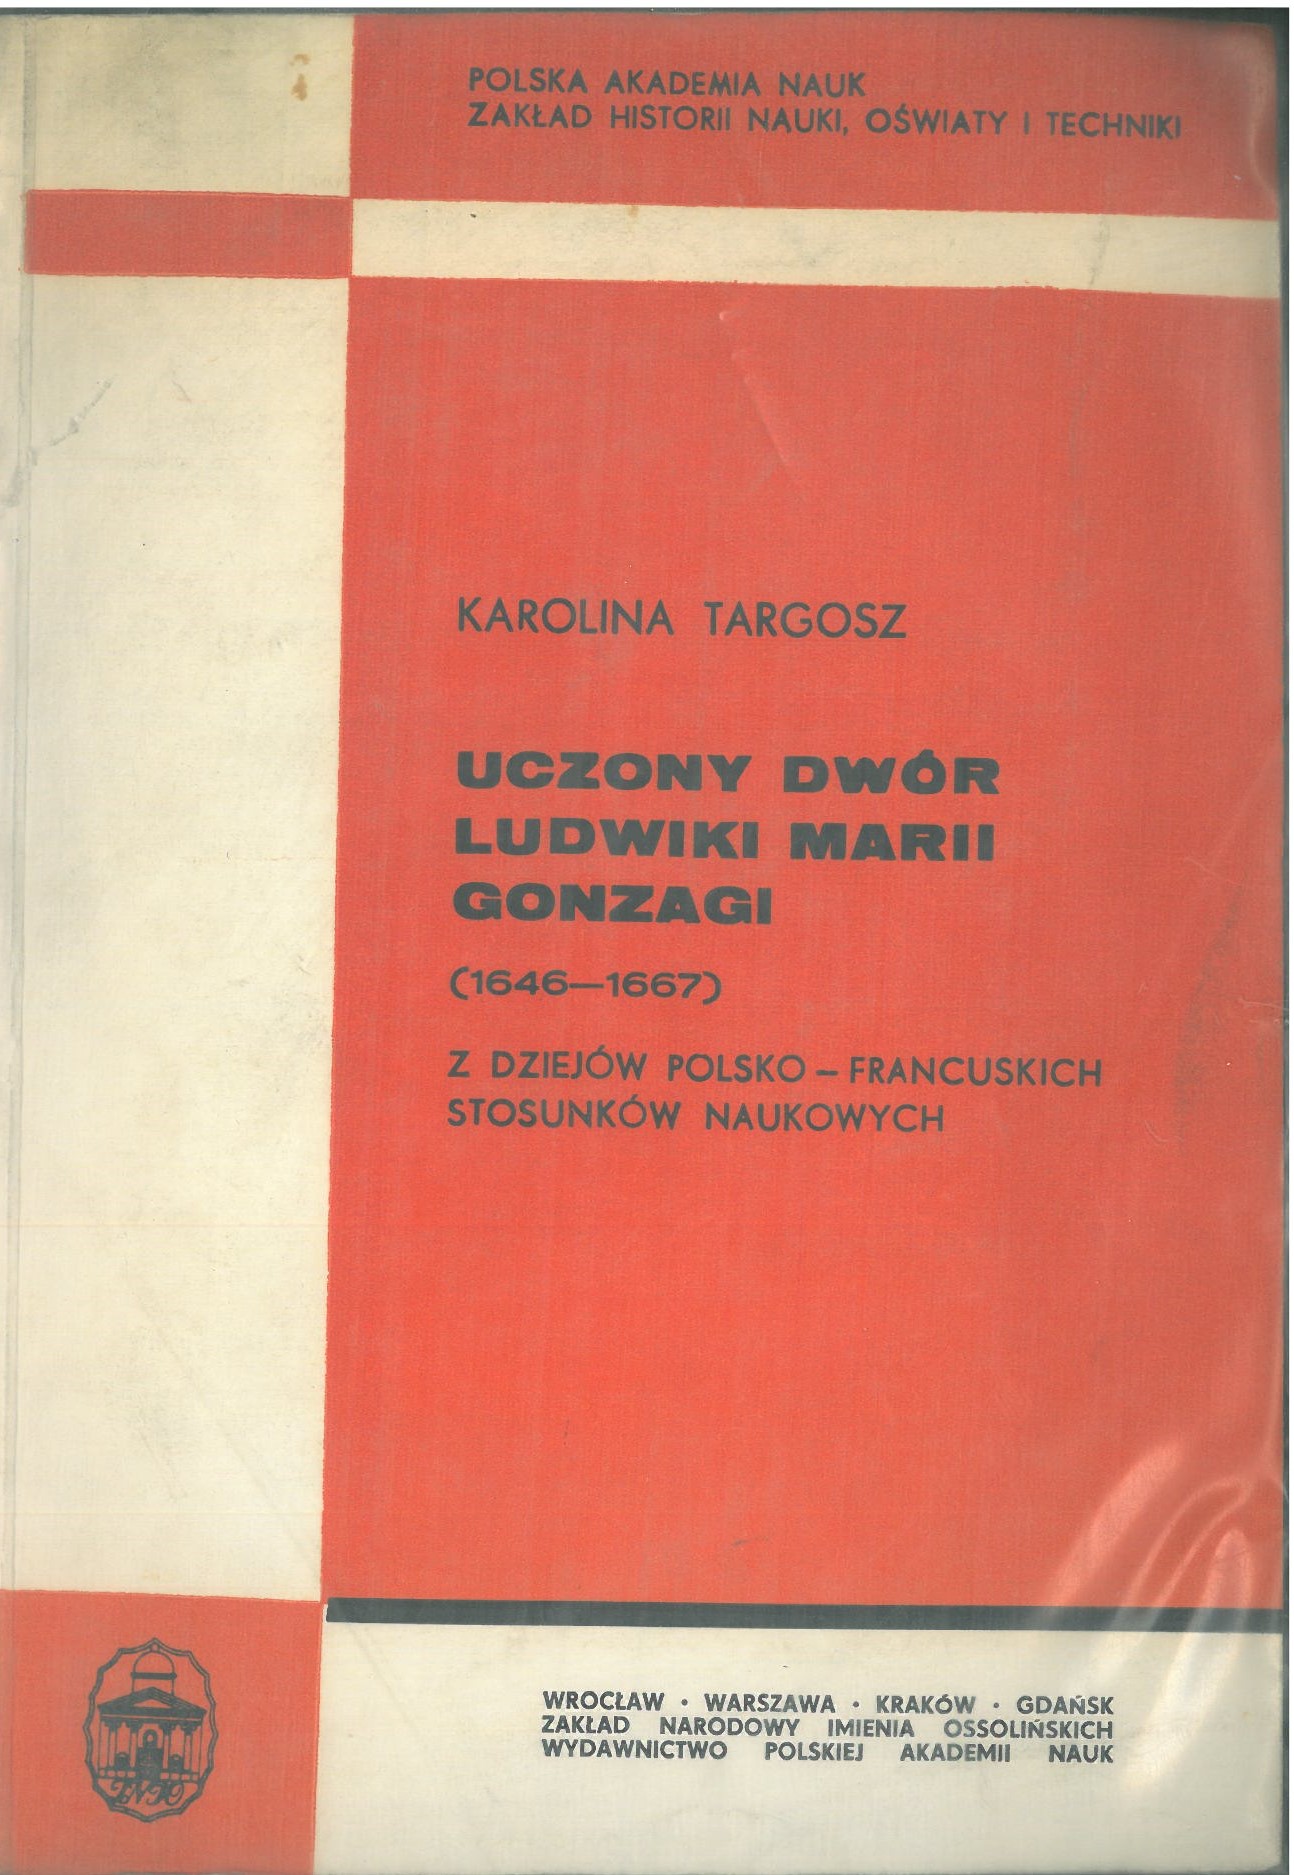 POLSKA AKADEMIA NAUK
ZAKŁAD HISTORII NAUKI, OŚWIATY I TECHNIKI
KAROLINA TARGOSZ
UCZONY DWÓR
LUDWIKI MARII
GONZAGI
(1646—1667)
Z DZIEJÓW POLSKO – FRANCUSKICH
STOSUNKÓW NAUKOWYCH
WROCŁAW · WARSZAWA · KRAKÓW · GDAŃSK
ZAKŁAD NARODOWY IMIENIA OSSOLIŃSKICH
WYDAWNICTWO POLSKIEJ AKADEMII NAUK